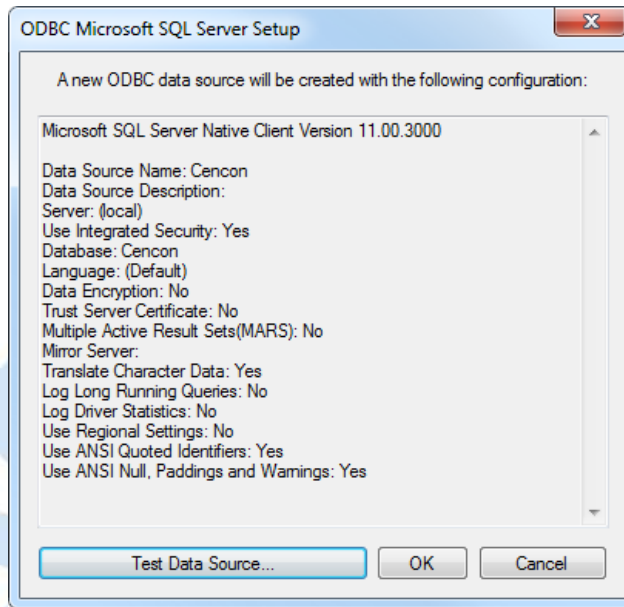 ODBC Microsoft SQL Server Setup
A new ODBC data source will be created with the following configuration:
Microsoft SQL Server Native Client Version 11.00.3000
Data Source Name: Cencon
Data Source Description:
Server: (local)
Use Integrated Security: Yes
Database: Cencon
Language: (Default)
Data Encryption: No
Trust Server Certificate: No
Multiple Active Result Sets(MARS): No
Mirror Server:
Translate Character Data: Yes
Log Long Running Queries: No
Log Driver Statistics: No
Use Regional Settings: No
Use ANSI Quoted Identifiers: Yes
Use ANSI Null, Paddings and Warnings: Yes
Test Data Source... OK Cancel